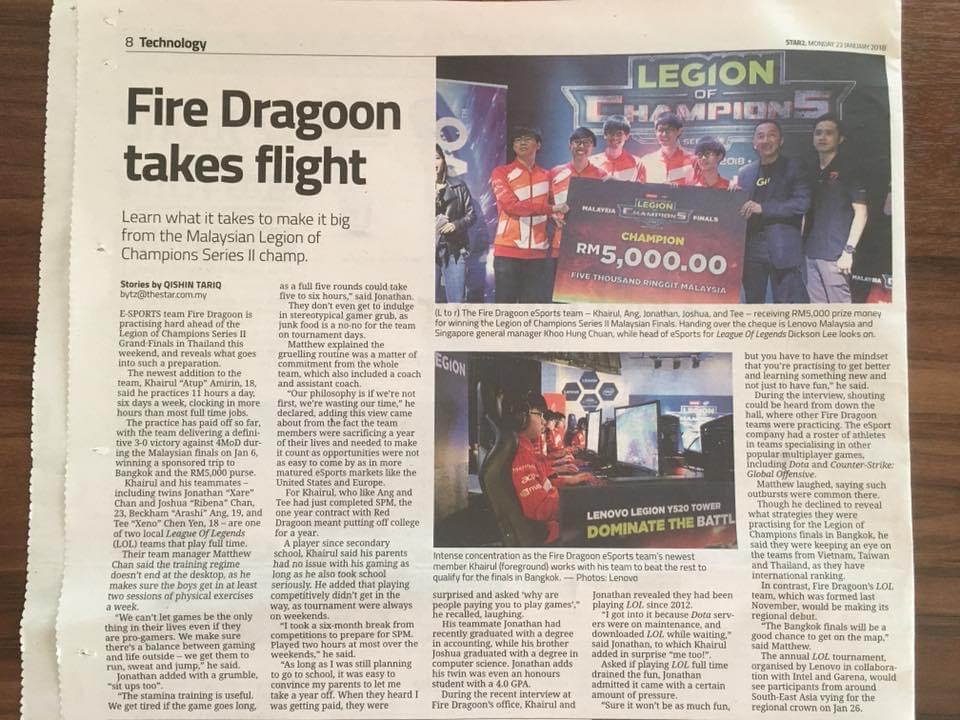 8 Technology
STAR2, MONDAY 22 JANUARY 2018
Fire Dragoon
takes flight
Learn what it takes to make it big
from the Malaysian Legion of
Champions Series II champ.
Stories by QISHIN TARIQ
bytz@thestar.com.my
E-SPORTS team Fire Dragoon is
practising hard ahead of the
Legion of Champions Series II
Grand Finals in Thailand this
weekend, and reveals what goes
into such a preparation.
The newest addition to the
team, Khairul “Atup” Amirin, 18,
said he practices 11 hours a day,
six days a week, clocking in more
hours than most full time jobs.
The practice has paid off so far,
with the team delivering a defini-
tive 3-0 victory against 4MoD dur-
ing the Malaysian finals on Jan 6,
winning a sponsored trip to
Bangkok and the RM5,000 purse.
Khairul and his teammates –
including twins Jonathan “Xare”
Chan and Joshua “Ribena” Chan,
23, Beckham “Arashi” Ang, 19, and
Tee “Xeno” Chen Yen, 18 – are one
of two local League Of Legends
(LOL) teams that play full time.
Their team manager Matthew
Chan said the training regime
doesn't end at the desktop, as he
makes sure the boys get in at least
two sessions of physical exercises
a week.
“We can't let games be the only
thing in their lives even if they
are pro-gamers. We make sure
there's a balance between gaming
and life outside – we get them to
run, sweat and jump,” he said.
Jonathan added with a grumble,
“sit ups too”.
“The stamina training is useful.
We get tired if the game goes long,
as a full five rounds could take
five to six hours,” said Jonathan.
They don't even get to indulge
in stereotypical gamer grub, as
junk food is a no-no for the team
on tournament days.
Matthew explained the
gruelling routine was a matter of
commitment from the whole
team, which also included a coach
and assistant coach.
“Our philosophy is if we're not
first, we're wasting our time,” he
declared, adding this view came
about from the fact the team
members were sacrificing a year
of their lives and needed to make
it count as opportunities were not
as easy to come by as in more
matured eSports markets like the
United States and Europe.
For Khairul, who like Ang and
Tee had just completed SPM, the
one year contract with Red
Dragoon meant putting off college
for a year.
A player since secondary
school, Khairul said his parents
had no issue with his gaming as
long as he also took school
seriously. He added that playing
competitively didn't get in the
way, as tournament were always
on weekends.
“I took a six-month break from
competitions to prepare for SPM.
Played two hours at most over the
weekends,” he said.
“As long as I was still planning
to go to school, it was easy to
convince my parents to let me
take a year off. When they heard I
was getting paid, they were
LEGION
OF
CHAMPIONS
LEGION
MALAYSIA CHAMPIONS FINALS
CHAMPION
RM5,000.00
FIVE THOUSAND RINGGIT MALAYSIA
(L to r) The Fire Dragoon eSports team – Khairul, Ang, Jonathan, Joshua, and Tee – receiving RM5,000 prize money
for winning the Legion of Champions Series II Malaysian Finals. Handing over the cheque is Lenovo Malaysia and
Singapore general manager Khoo Hung Chuan, while head of eSports for League Of Legends Dickson Lee looks on.
EGION
LENOVO LEGION Y520 TOWER
DOMINATE THE BATTL
Intense concentration as the Fire Dragoon eSports team's newest
member Khairul (foreground) works with his team to beat the rest to
qualify for the finals in Bangkok. — Photos: Lenovo
surprised and asked ‘why are
people paying you to play games’,”
he recalled, laughing.
His teammate Jonathan had
recently graduated with a degree
in accounting, while his brother
Joshua graduated with a degree in
computer science. Jonathan adds
his twin was even an honours
student with a 4.0 GPA.
During the recent interview at
Fire Dragoon's office, Khairul and
Jonathan revealed they had been
playing LOL since 2012.
“I got into it because Dota serv-
ers were on maintenance, and
downloaded LOL while waiting,”
said Jonathan, to which Khairul
added in surprise “me too!”.
Asked if playing LOL full time
drained the fun, Jonathan
admitted it came with a certain
amount of pressure.
“Sure it won't be as much fun,
but you have to have the mindset
that you're practising to get better
and learning something new and
not just to have fun,” he said.
During the interview, shouting
could be heard from down the
hall, where other Fire Dragoon
teams were practicing. The eSport
company had a roster of athletes
in teams specialising in other
popular multiplayer games,
including Dota and Counter-Strike:
Global Offensive.
Matthew laughed, saying such
outbursts were common there.
Though he declined to reveal
what strategies they were
practising for the Legion of
Champions finals in Bangkok, he
said they were keeping an eye on
the teams from Vietnam, Taiwan
and Thailand, as they have
international ranking.
In contrast, Fire Dragoon's LOL
team, which was formed last
November, would be making its
regional debut.
“The Bangkok finals will be a
good chance to get on the map,”
said Matthew.
The annual LOL tournament,
organised by Lenovo in collabora-
tion with Intel and Garena, would
see participants from around
South-East Asia vying for the
regional crown on Jan 26.